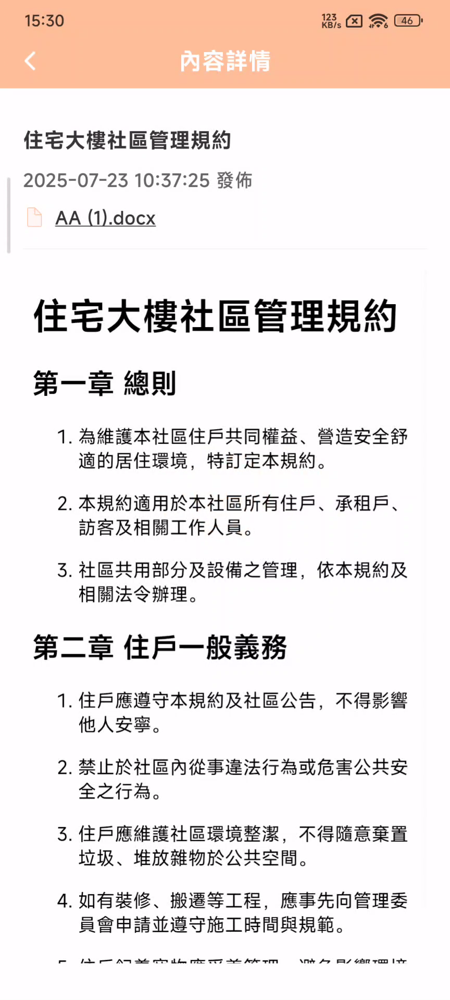 15:30
123
KB/s
6
46
內容詳情
住宅大樓社區管理規約
2025-07-23 10:37:25 發佈
AA (1).docx
住宅大樓社區管理規約
第一章 總則
1. 為維護本社區住戶共同權益、營造安全舒
適的居住環境，特訂定本規約。
2. 本規約適用於本社區所有住戶、承租戶、
訪客及相關工作人員。
3. 社區共用部分及設備之管理，依本規約及
相關法令辦理。
第二章 住戶一般義務
1. 住戶應遵守本規約及社區公告，不得影響
他人安寧。
2. 禁止於社區內從事違法行為或危害公共安
全之行為。
3. 住戶應維護社區環境整潔，不得隨意棄置
垃圾、堆放雜物於公共空間。
4. 如有裝修、搬遷等工程，應事先向管理委
員會申請並遵守施工時間與規範。